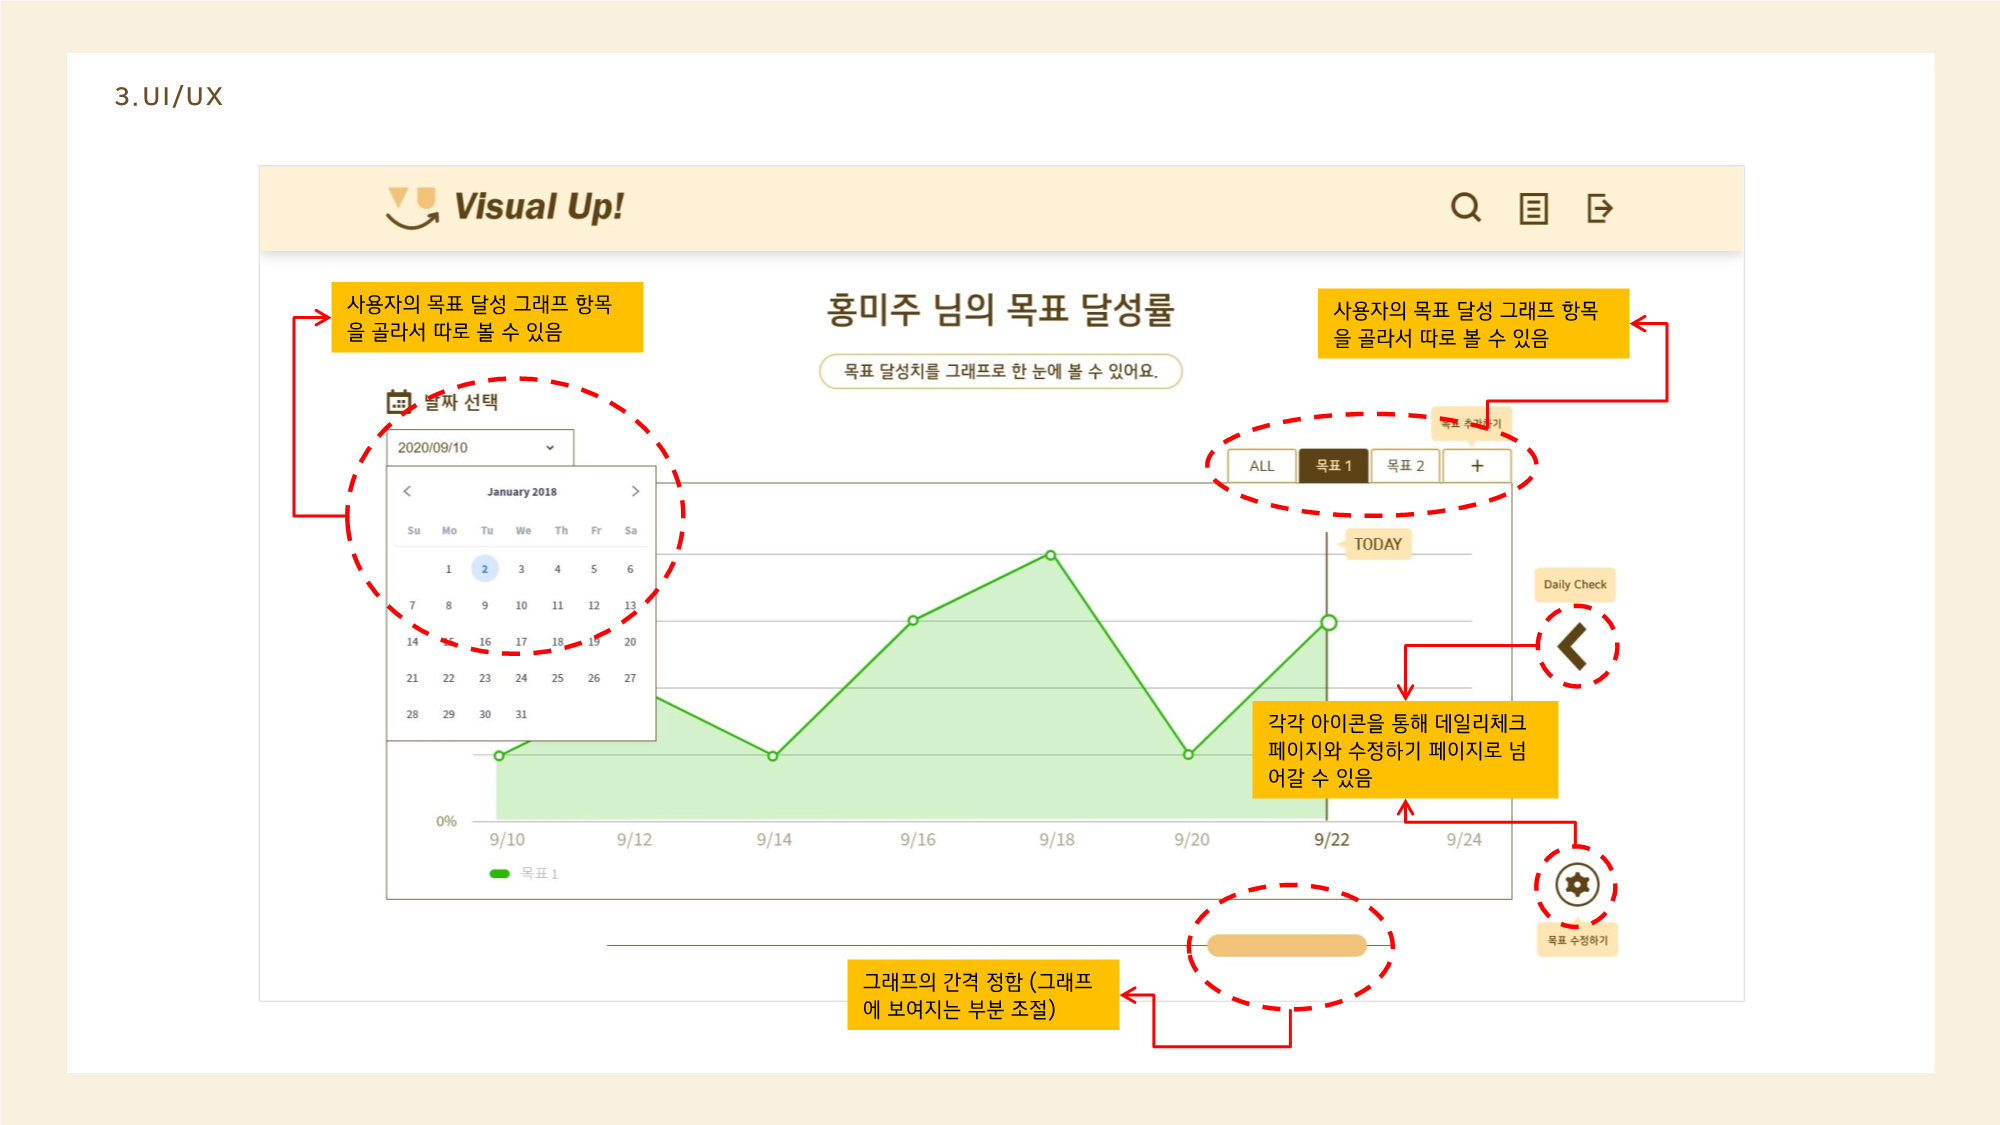 3.UI/UX
Visual Up!
사용자의 목표 달성 그래프 항목
을 골라서 따로 볼 수 있음
홍미주 님의 목표 달성률
목표 달성치를 그래프로 한 눈에 볼 수 있어요.
사용자의 목표 달성 그래프 항목
을 골라서 따로 볼 수 있음
날짜 선택
2020/09/10
January 2018
Su Mo Tu We Th Fr Sa
1 2 3 4 5 6
7 8 9 10 11 12 13
14 15 16 17 18 19 20
21 22 23 24 25 26 27
28 29 30 31
목표 추가하기
ALL 목표 1 목표 2 +
TODAY
Daily Check
각각 아이콘을 통해 데일리체크
페이지와 수정하기 페이지로 넘
어갈 수 있음
0%
9/10 9/12 9/14 9/16 9/18 9/20 9/22 9/24
목표 1
목표 수정하기
그래프의 간격 정함 (그래프
에 보여지는 부분 조절)